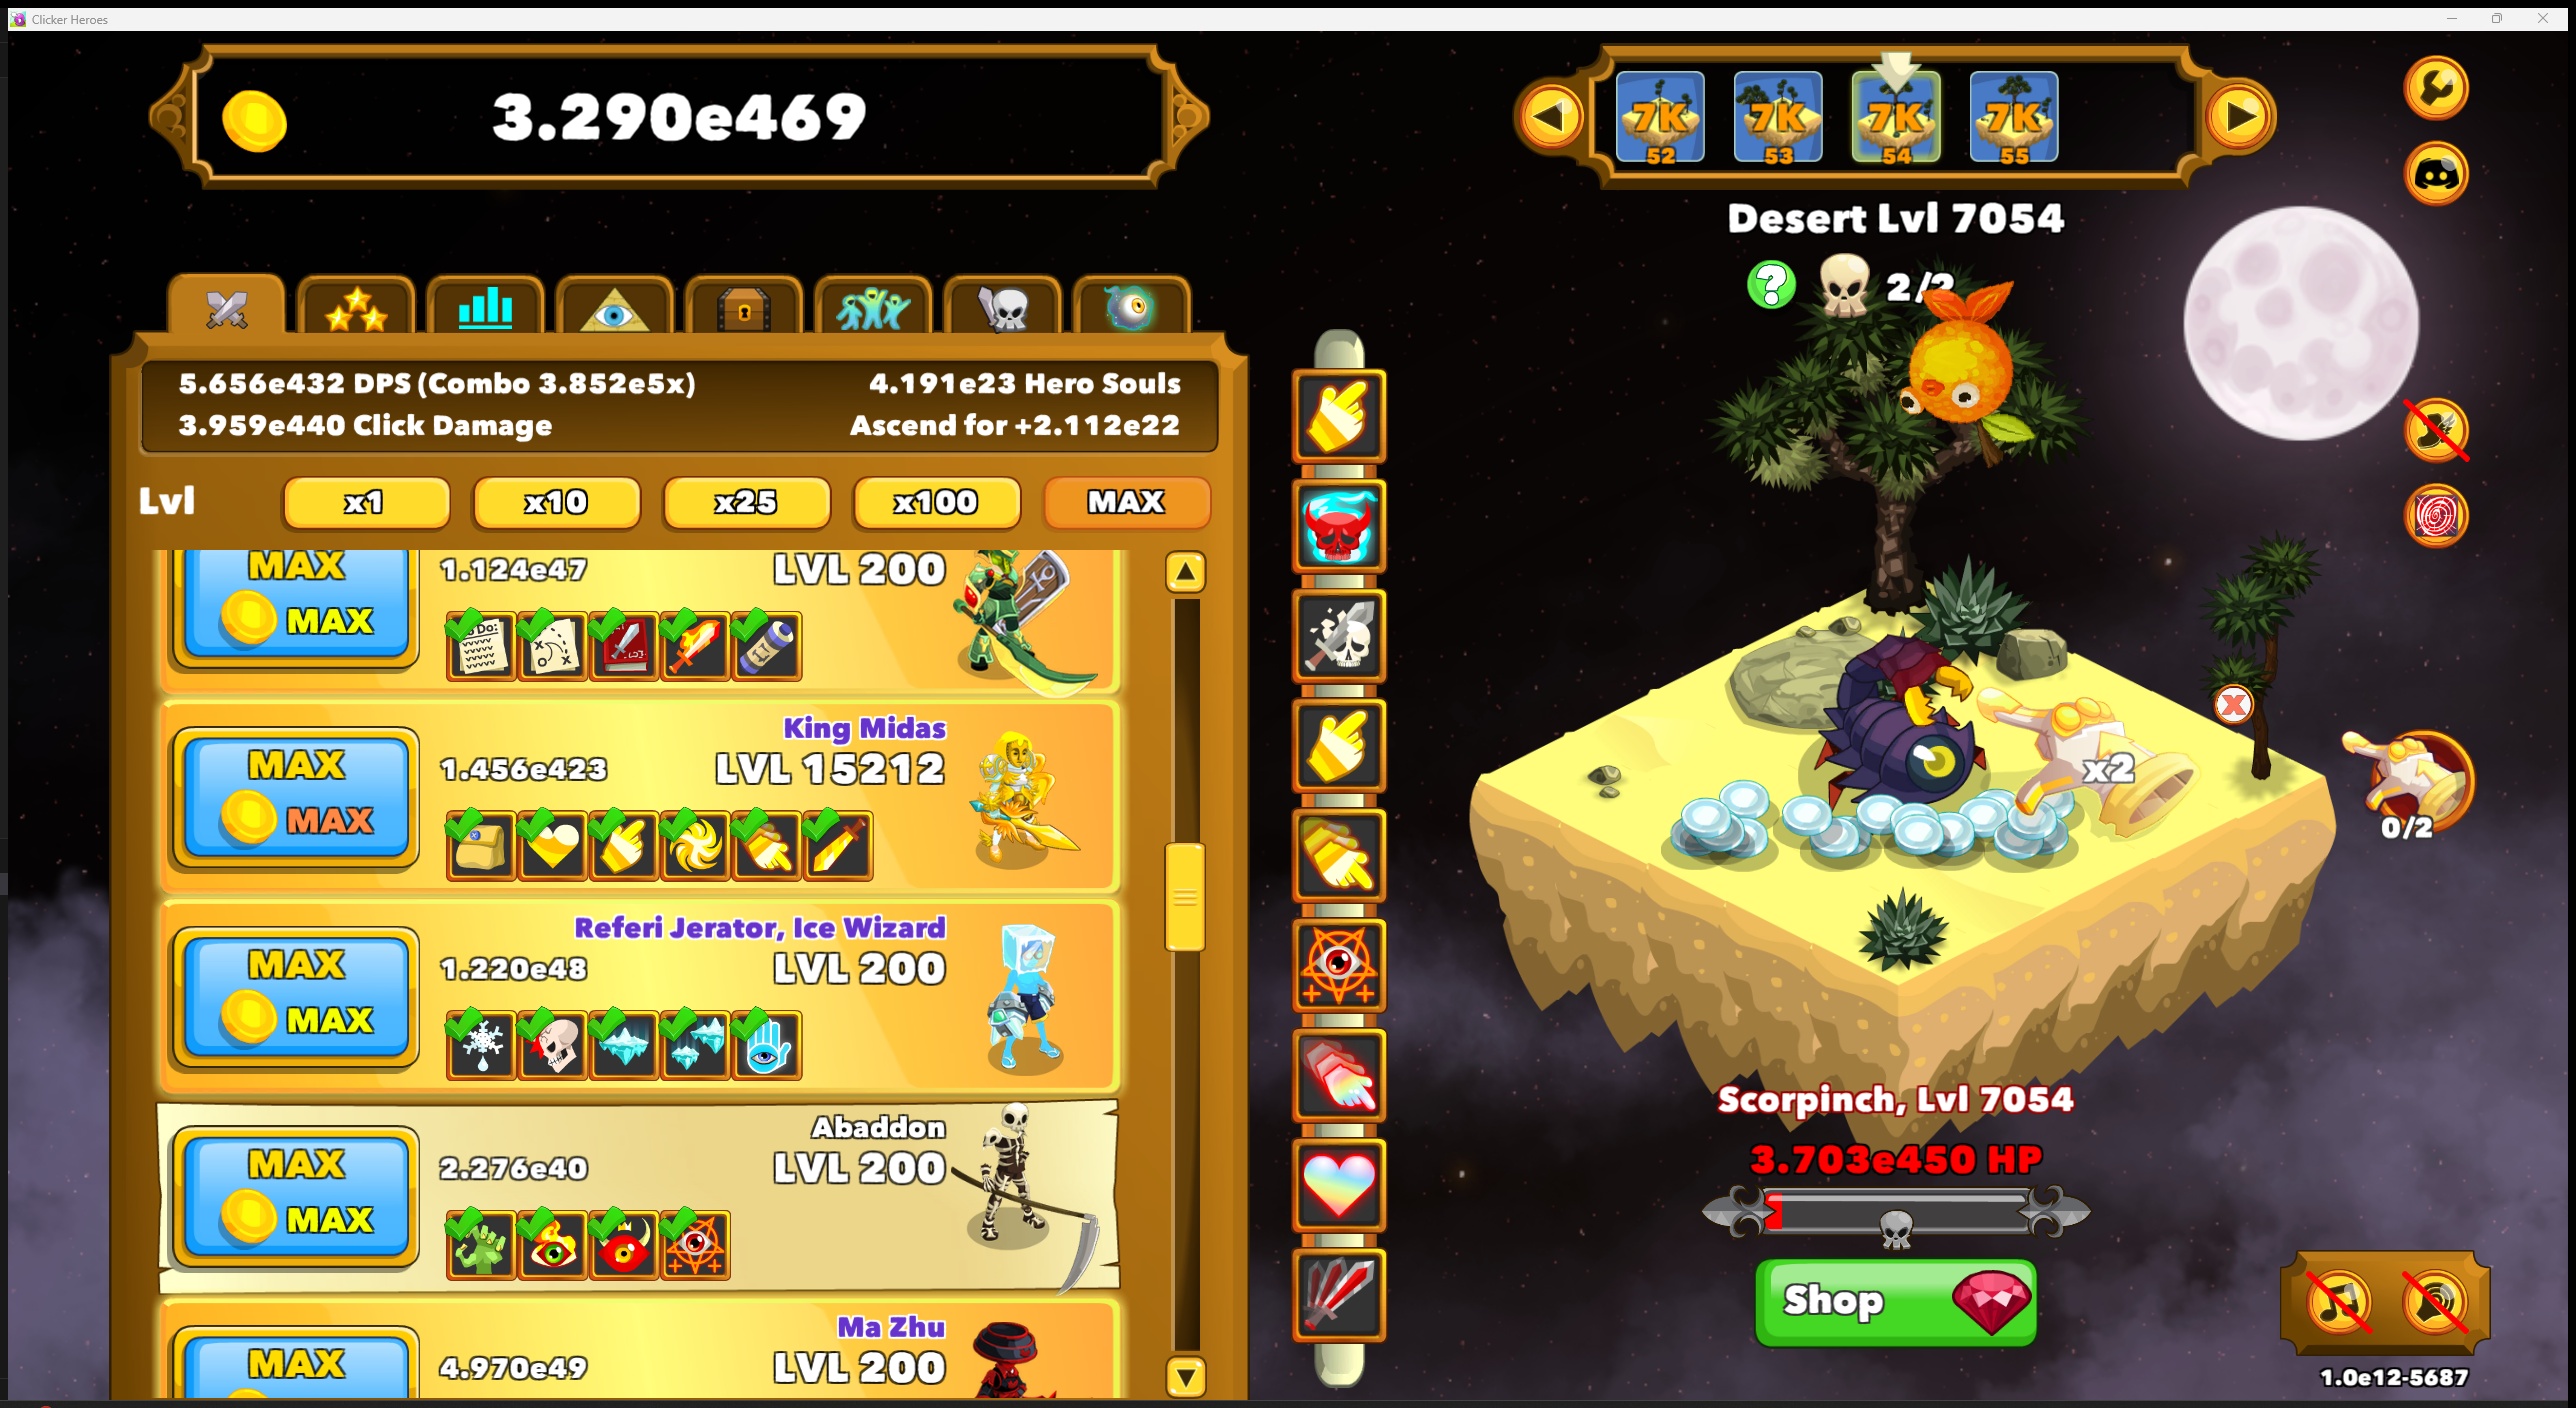 Clicker Heroes
3.290e469
7K
52
7K
53
7K
54
7K
55
Desert Lvl 7054
2/2
5.656e432 DPS (Combo 3.852e5x)
4.191e23 Hero Souls
3.959e440 Click Damage
Ascend for +2.112e22
Lvl
x1
x10
x25
x100
MAX
MAX
MAX
1.124e47
LVL 200
Do:
King Midas
MAX
MAX
1.456e423
LVL 15212
Referi Jerator, Ice Wizard
MAX
MAX
1.220e48
LVL 200
Abaddon
MAX
MAX
2.276e40
LVL 200
Ma Zhu
MAX
4.970e49
LVL 200
x2
0/2
Scorpinch, Lvl 7054
3.703e450 HP
Shop
1.0e12-5687